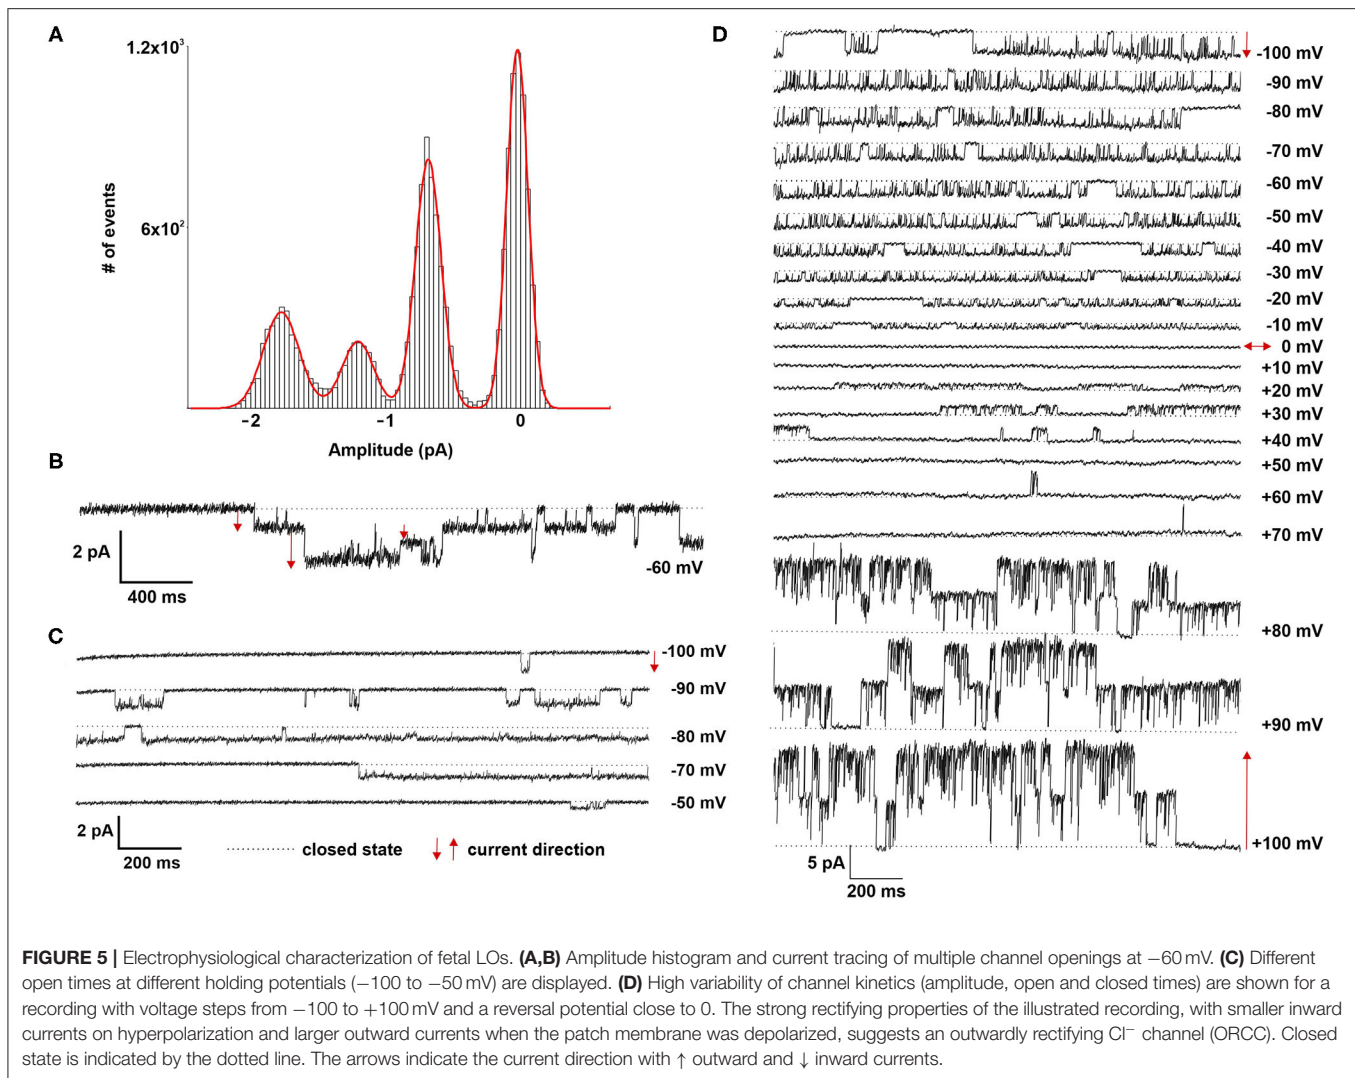 A
1.2x10³
6x10²
# of events
-2
-1
0
Amplitude (pA)
B
2 pA
400 ms
-60 mV
C
-100 mV
-90 mV
-80 mV
-70 mV
-50 mV
2 pA
200 ms
closed state
current direction
D
-100 mV
-90 mV
-80 mV
-70 mV
-60 mV
-50 mV
-40 mV
-30 mV
-20 mV
-10 mV
0 mV
+10 mV
+20 mV
+30 mV
+40 mV
+50 mV
+60 mV
+70 mV
+80 mV
+90 mV
+100 mV
5 pA
200 ms
FIGURE 5 | Electrophysiological characterization of fetal LOs. (A,B) Amplitude histogram and current tracing of multiple channel openings at −60 mV. (C) Different
open times at different holding potentials (−100 to −50 mV) are displayed. (D) High variability of channel kinetics (amplitude, open and closed times) are shown for a
recording with voltage steps from −100 to +100 mV and a reversal potential close to 0. The strong rectifying properties of the illustrated recording, with smaller inward
currents on hyperpolarization and larger outward currents when the patch membrane was depolarized, suggests an outwardly rectifying Cl⁻ channel (ORCC). Closed
state is indicated by the dotted line. The arrows indicate the current direction with ↑ outward and ↓ inward currents.